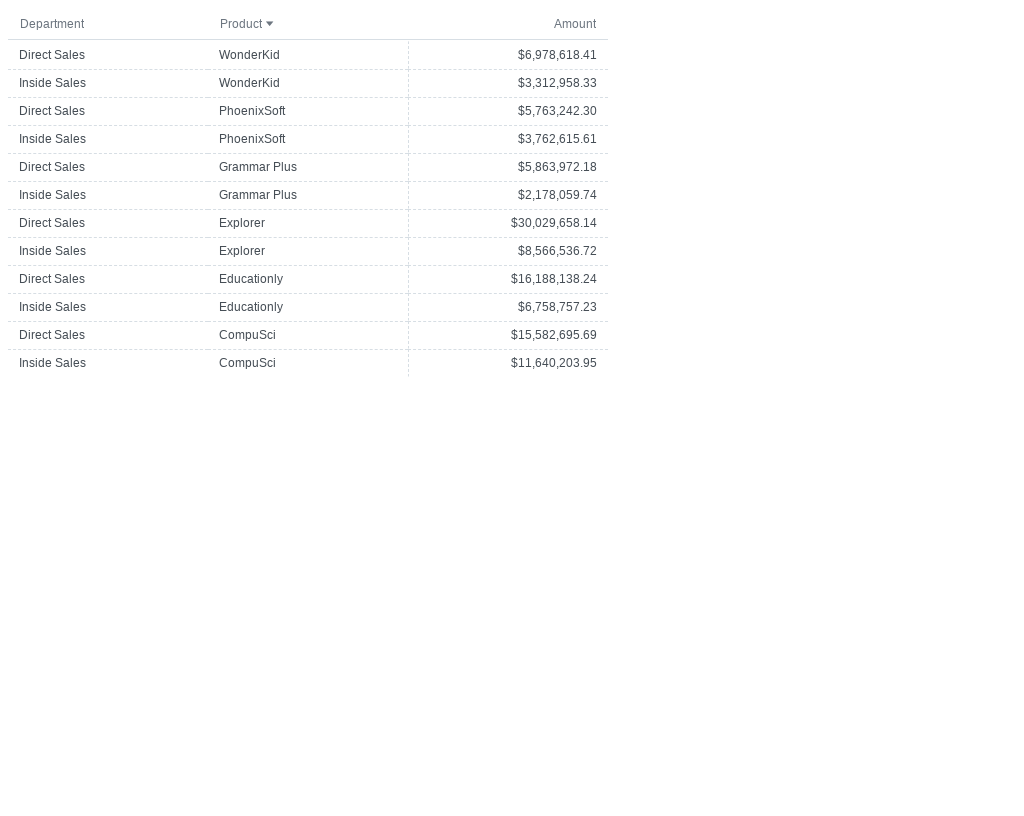 Department Product Amount
Direct Sales WonderKid $6,978,618.41
Inside Sales WonderKid $3,312,958.33
Direct Sales PhoenixSoft $5,763,242.30
Inside Sales PhoenixSoft $3,762,615.61
Direct Sales Grammar Plus $5,863,972.18
Inside Sales Grammar Plus $2,178,059.74
Direct Sales Explorer $30,029,658.14
Inside Sales Explorer $8,566,536.72
Direct Sales Educationly $16,188,138.24
Inside Sales Educationly $6,758,757.23
Direct Sales CompuSci $15,582,695.69
Inside Sales CompuSci $11,640,203.95